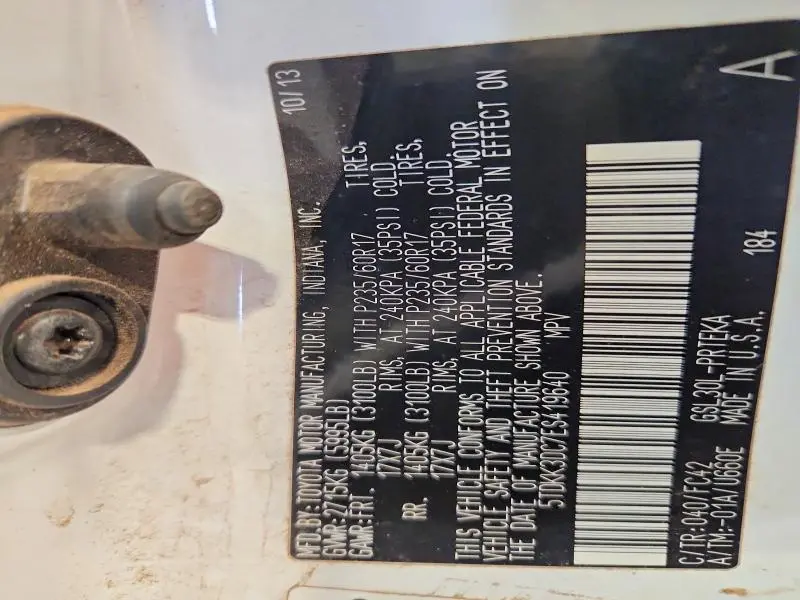 MFD.BY:TOYOTA MOTOR MANUFACTURING, INDIANA, INC. 10/13
GVWR:2715KG (5995LB)
GAWR:FRT. 1405KG (3100LB) WITH P235/60R17 TIRES,
17X7J RIMS, AT 240KPA (35PSI) COLD.
RR. 1405KG (3100LB) WITH P235/60R17 TIRES,
17X7J RIMS, AT 240KPA (35PSI) COLD.
THIS VEHICLE CONFORMS TO ALL APPLICABLE FEDERAL MOTOR
VEHICLE SAFETY AND THEFT PREVENTION STANDARDS IN EFFECT ON
THE DATE OF MANUFACTURE SHOWN ABOVE.
5TDKK3DC7ES419640 MPV
C/TR:040/FC42 GSL30L-PRTEKA 184
A/TM:-01A/U660E MADE IN U.S.A. A